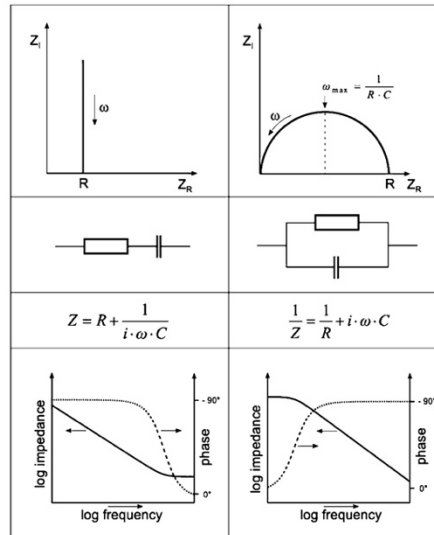 Z_I
ω
R
Z_R
Z_I
ω_max = 1 / R · C
ω
R
Z_R
Z = R + 1 / i · ω · C
1 / Z = 1 / R + i · ω · C
log impedance
- 90°
phase
0°
log frequency
log impedance
- 90°
phase
0°
log frequency